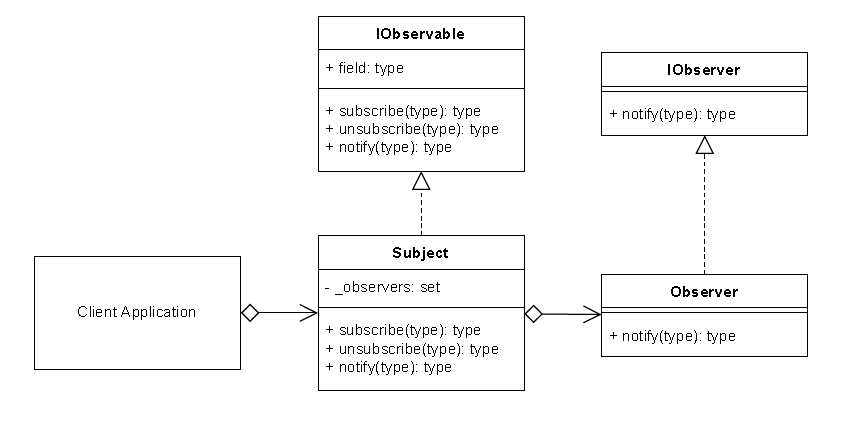 IObservable
+ field: type
+ subscribe(type): type
+ unsubscribe(type): type
+ notify(type): type
IObserver
+ notify(type): type
Client Application
Subject
- _observers: set
+ subscribe(type): type
+ unsubscribe(type): type
+ notify(type): type
Observer
+ notify(type): type